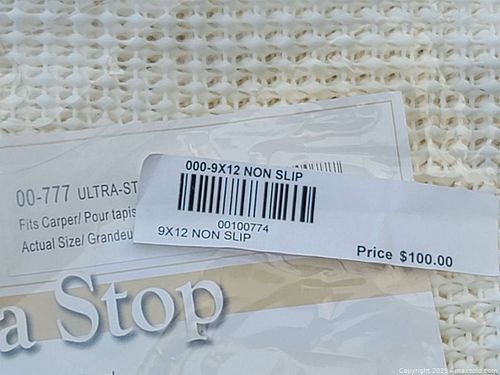 000-9X12 NON SLIP
00100774
9X12 NON SLIP
Price $100.00
00-777 ULTRA-ST
Fits Carper/ Pour tapis
Actual Size/ Grandeu
a Stop
Copyright 2025 - maxsold.com